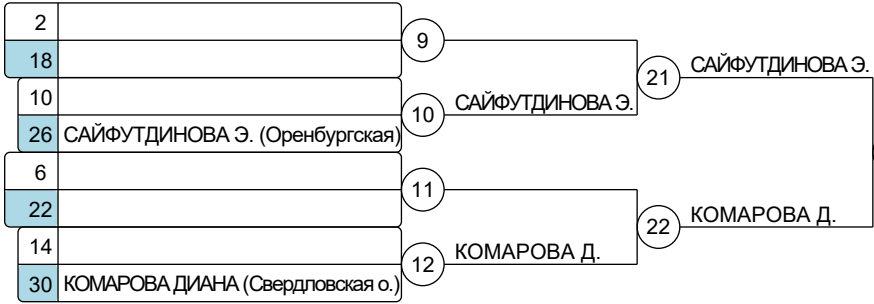 2
9
18
21 САЙФУТДИНОВА Э.
10
10 САЙФУТДИНОВА Э.
26 САЙФУТДИНОВА Э. (Оренбургская)
6
11
22
22 КОМАРОВА Д.
14
12 КОМАРОВА Д.
30 КОМАРОВА ДИАНА (Свердловская о.)